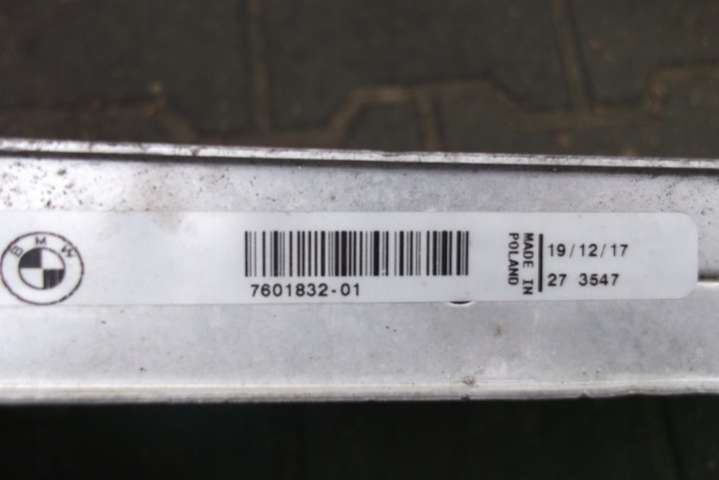 BMW
7601832-01
MADE IN
POLAND
19/12/17
27 3547